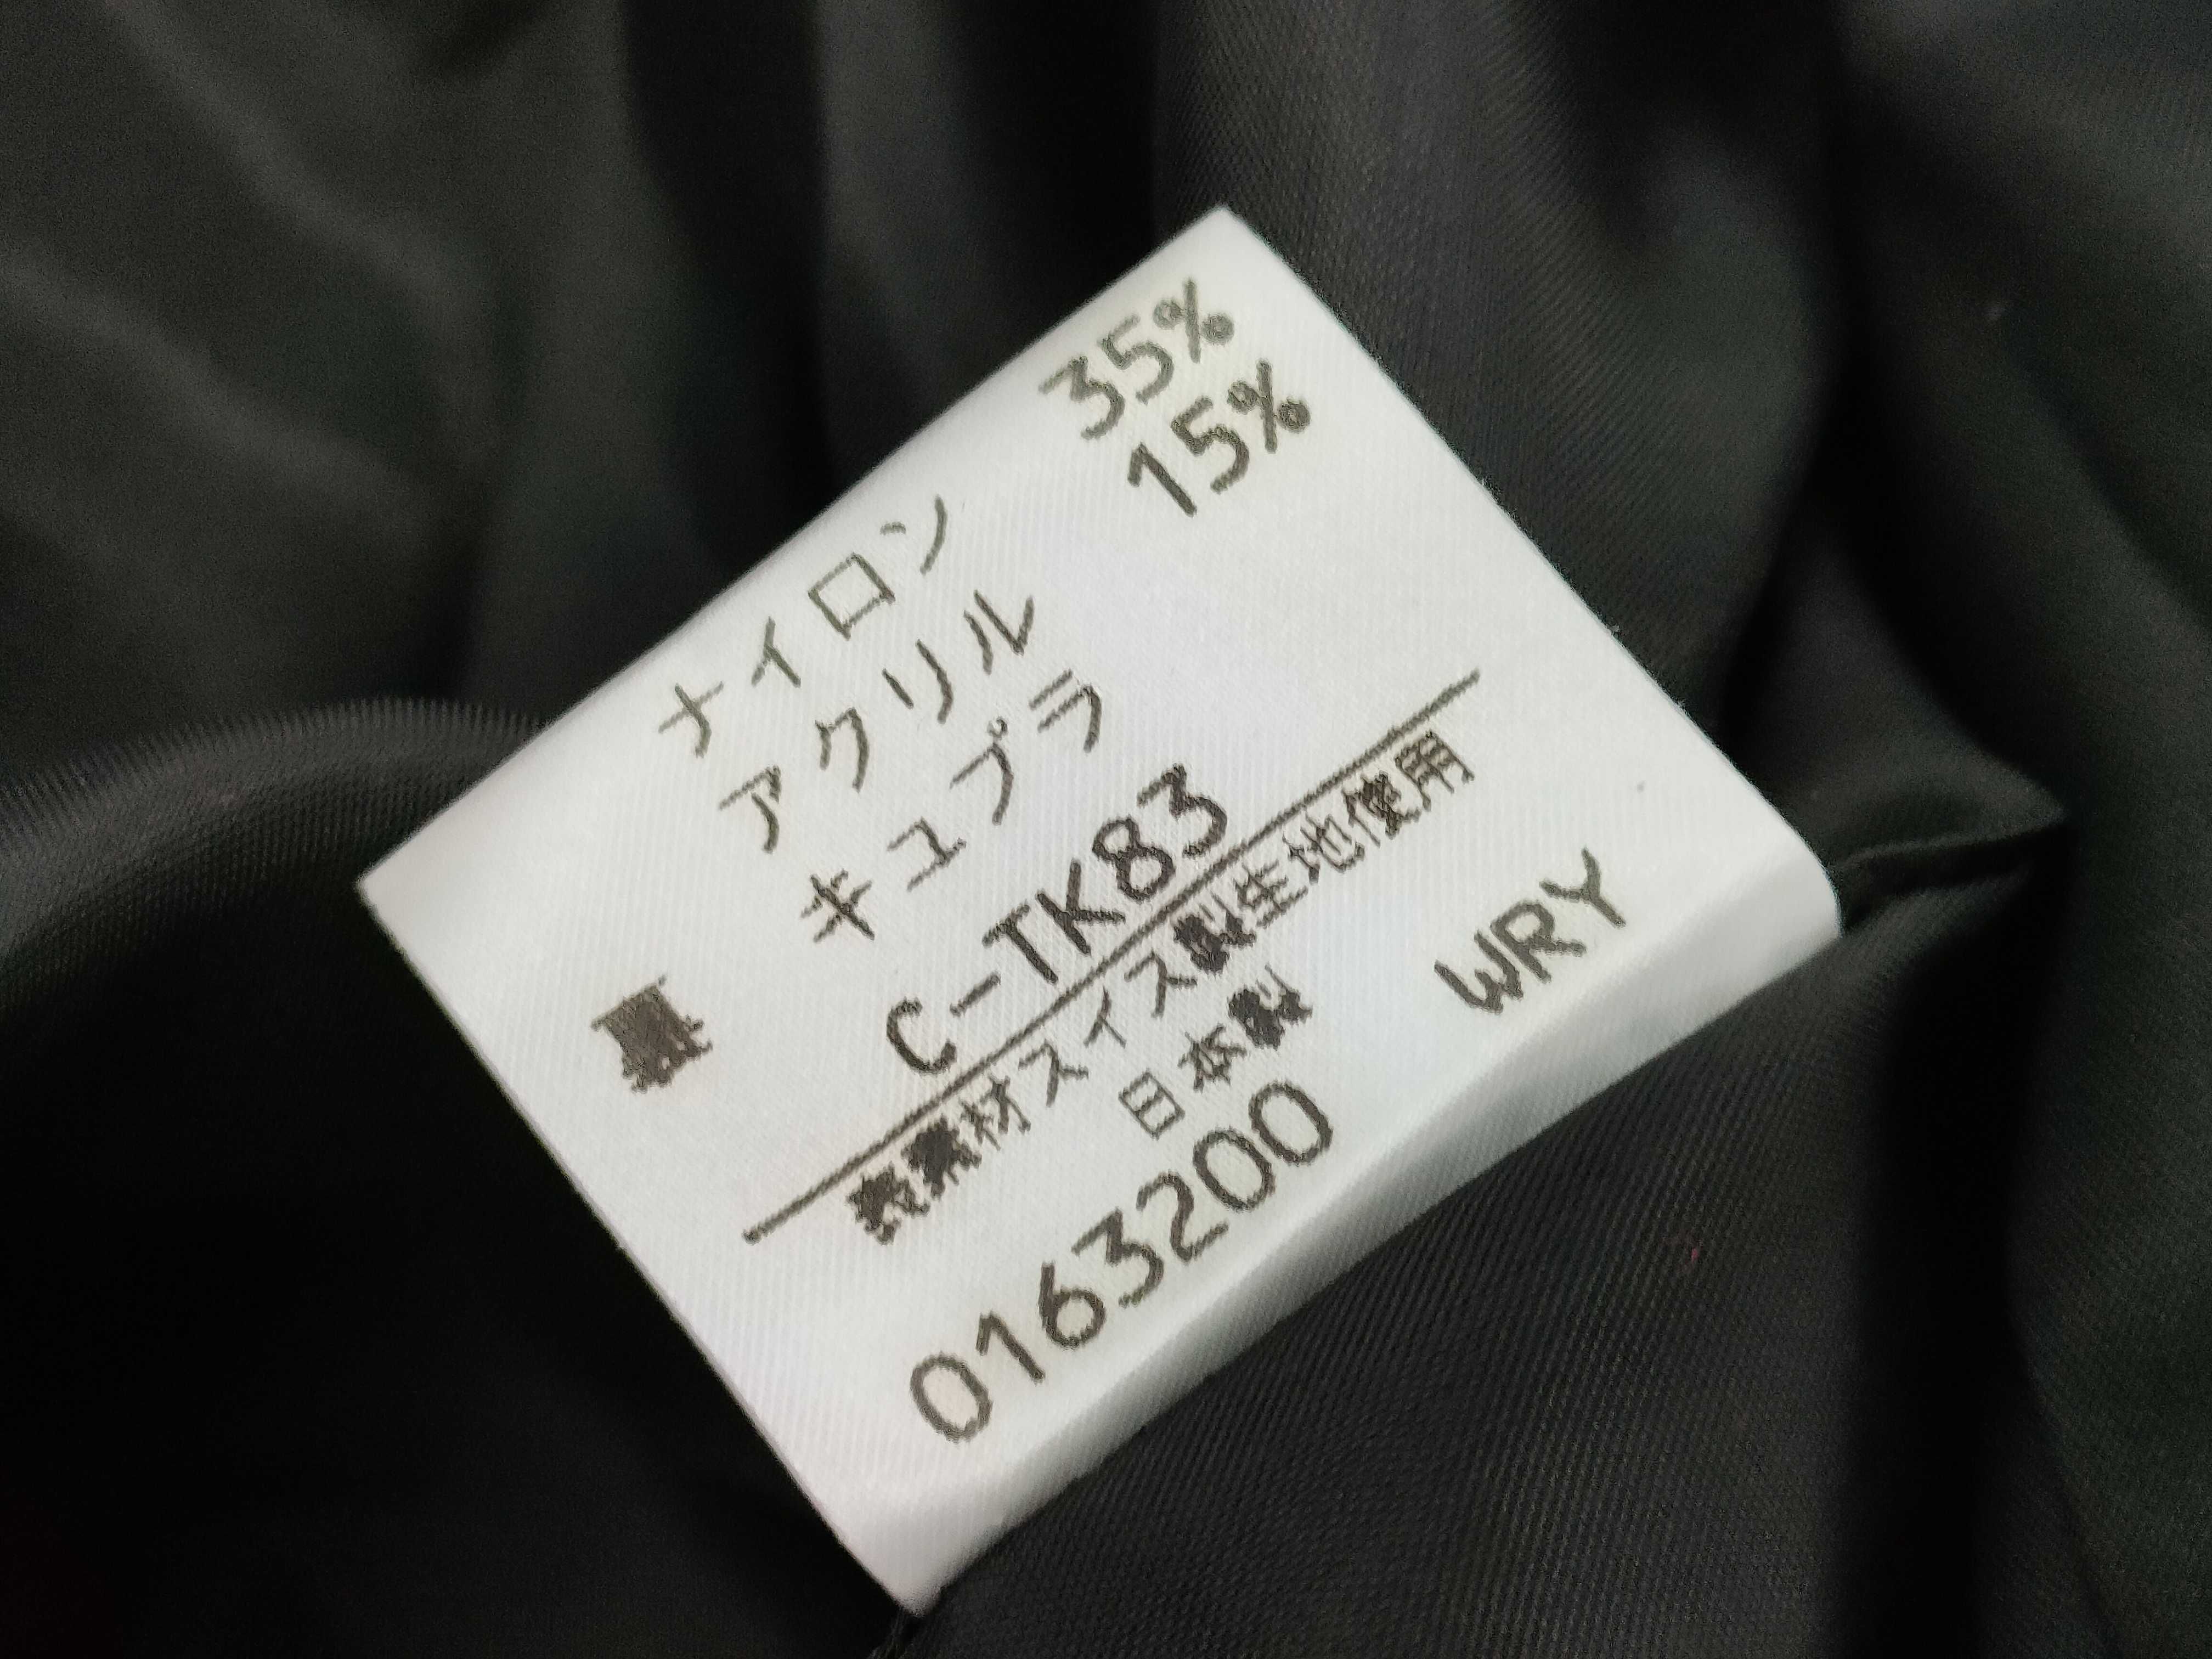 ナイロン 35%
アクリル 15%
裏 キュプラ
C-TK83
表素材スイス製生地使用
日本製 WRY
0163200